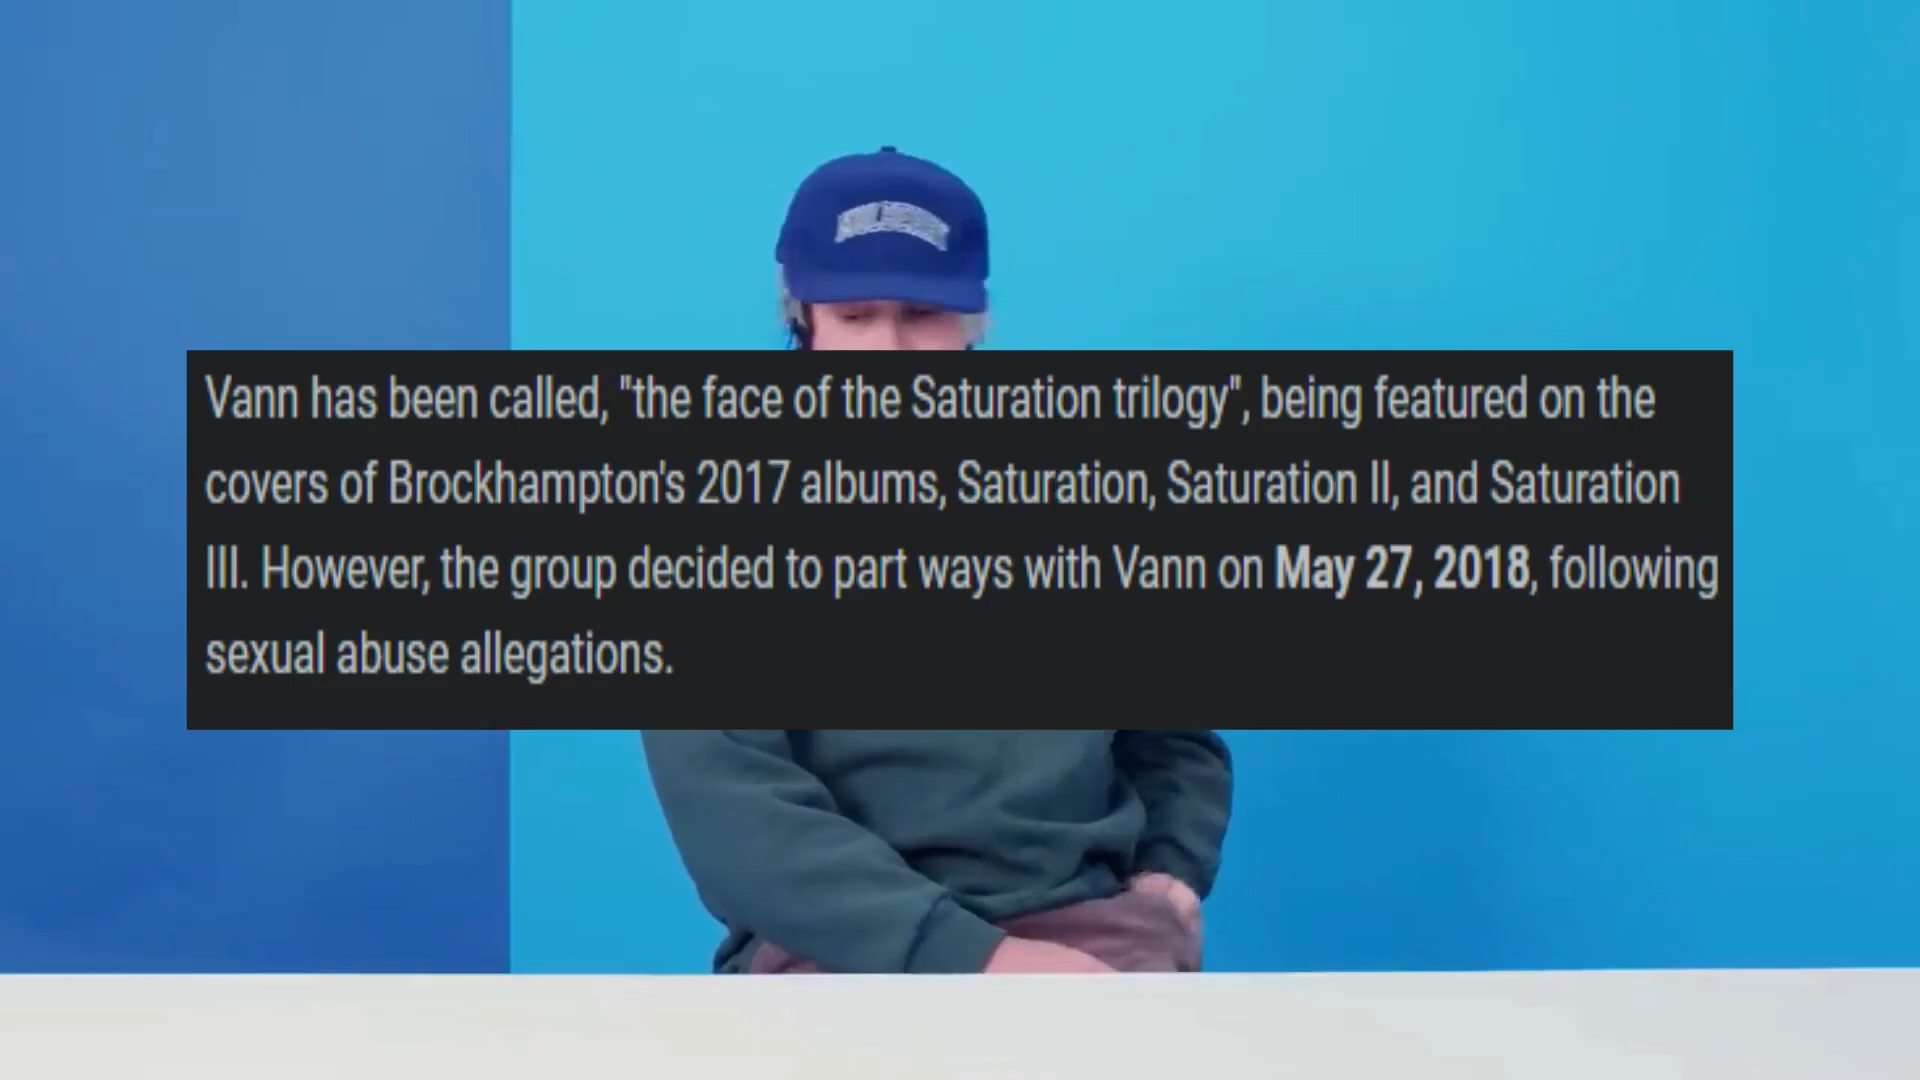 Vann has been called, "the face of the Saturation trilogy", being featured on the
covers of Brockhampton's 2017 albums, Saturation, Saturation II, and Saturation
III. However, the group decided to part ways with Vann on May 27, 2018, following
sexual abuse allegations.